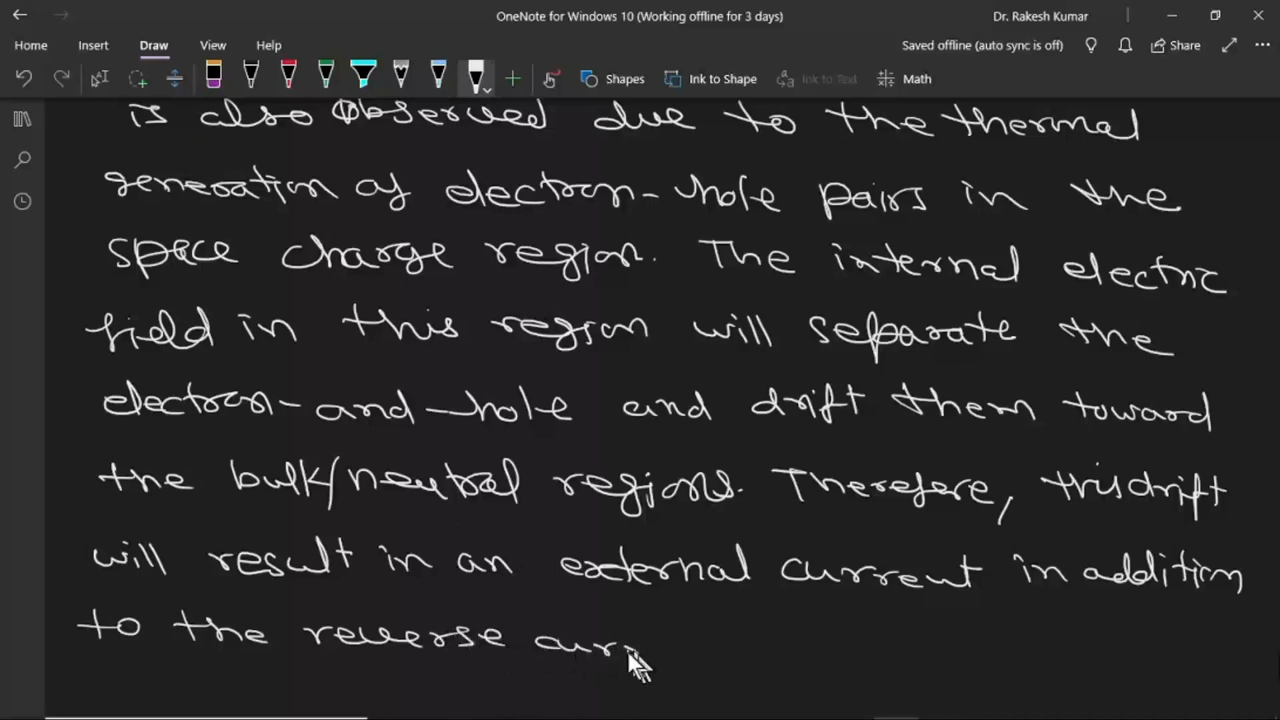 OneNote for Windows 10 (Working offline for 3 days)
Dr. Rakesh Kumar
Home Insert Draw View Help
Saved offline (auto sync is off)
Share
Shapes
Ink to Shape
Ink to Text
Math
is also observed due to the thermal
generation of electron-hole pairs in the
space charge region. The internal electric
field in this region will separate the
electron-and-hole and drift them toward
the bulk/neutral regions. Therefore, this drift
will result in an external current in addition
to the reverse curr